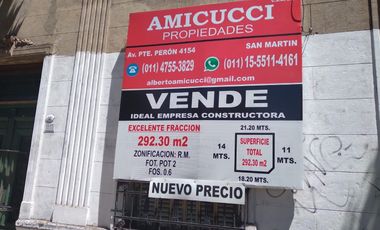 AMICUCCI
PROPIEDADES
Av. PTE. PERÓN 4154
SAN MARTIN
(011) 4755-3829
(011) 15-5511-4161
albertoamicucci@gmail.com
VENDE
IDEAL EMPRESA CONSTRUCTORA
EXCELENTE FRACCION
292.30 m2
ZONIFICACION: R.M.
FOT. POT 2
FOS. 0.6
21.20 MTS.
14
MTS.
SUPERFICIE
TOTAL
292.30 m2
11
MTS.
18.20 MTS.
NUEVO PRECIO